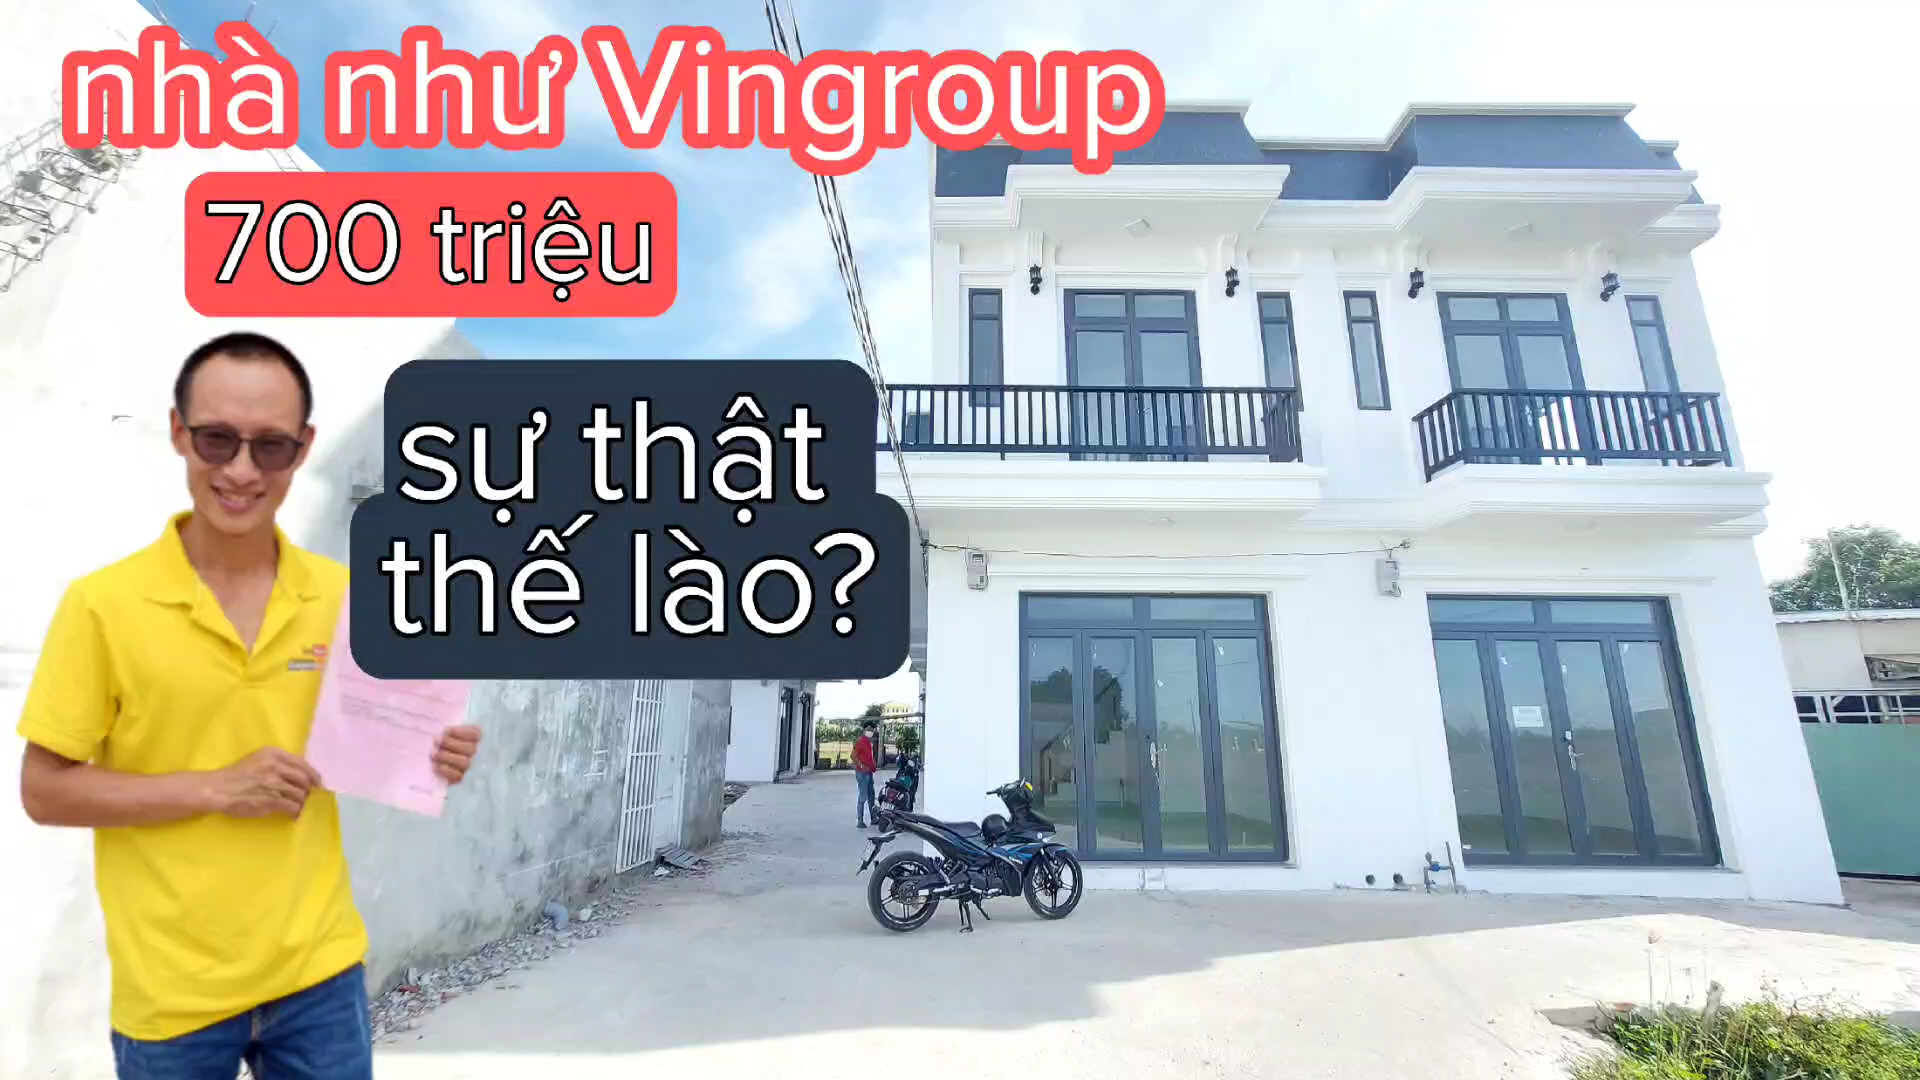 nhà như Vingroup
700 triệu
sự thật
thế lào?